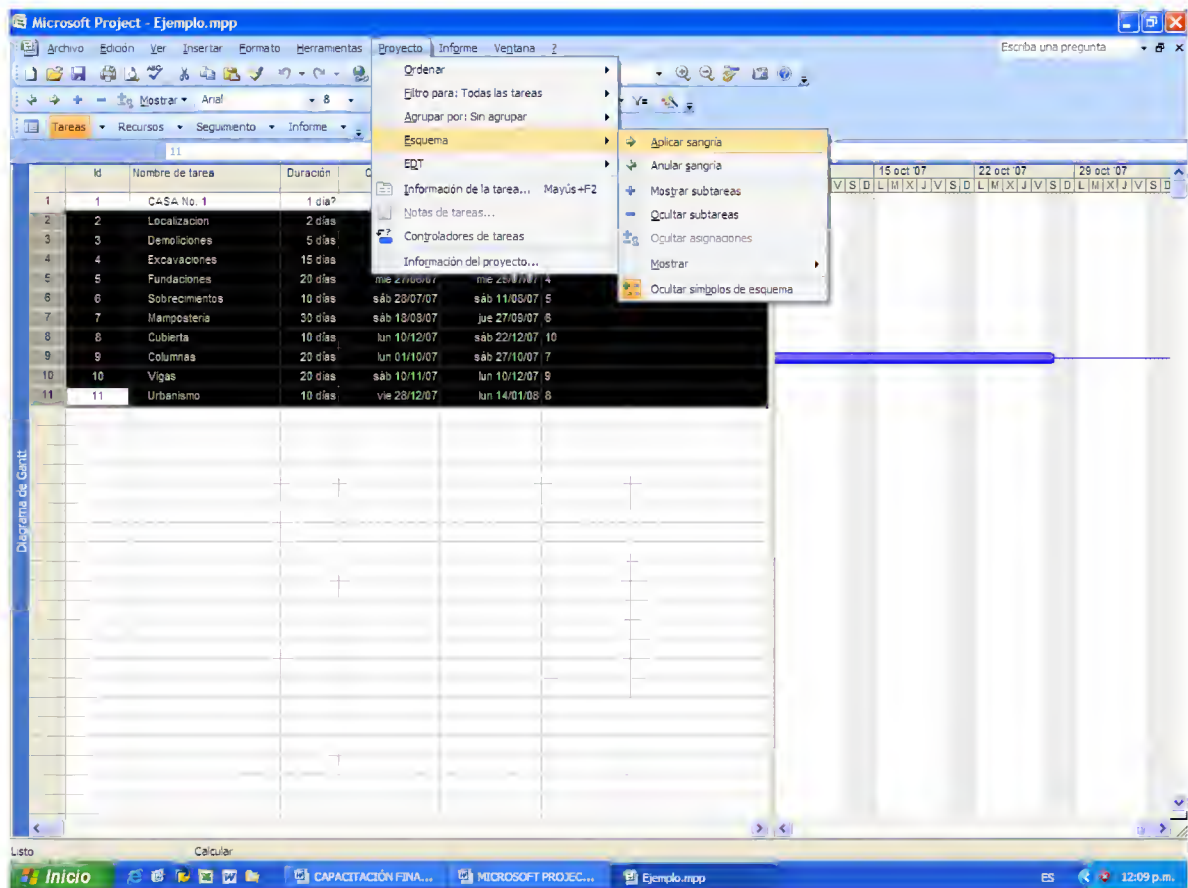 Microsoft Project - Ejemplo.mpp
Archivo Edición Ver Insertar Formato Herramientas Proyecto Informe Ventana ? Escriba una pregunta
Mostrar Arial 8
Tareas Recursos Seguimiento Informe
11
Ordenar
Filtro para: Todas las tareas
Agrupar por: Sin agrupar
Esquema
EDT
Información de la tarea... Mayús+F2
Notas de tareas...
Controladores de tareas
Información del proyecto...
Aplicar sangría
Anular sangría
Mostrar subtareas
Ocultar subtareas
Ocultar asignaciones
Mostrar
Ocultar símbolos de esquema
Id Nombre de tarea Duración C
15 oct '07 22 oct '07 29 oct '07
V S D L M X J V S D L M X J V S D L M X J V S D
1 1 CASA No. 1 1 día?
2 2 Localizacion 2 días
3 3 Demoliciones 5 días
4 4 Excavaciones 15 días
5 5 Fundaciones 20 días mié 27/06/07 mié 25/07/07 4
6 6 Sobrecimientos 10 días sáb 28/07/07 sáb 11/08/07 5
7 7 Mamposteria 30 días sáb 18/08/07 jue 27/09/07 6
8 8 Cubierta 10 días lun 10/12/07 sáb 22/12/07 10
9 9 Columnas 20 días lun 01/10/07 sáb 27/10/07 7
10 10 Vigas 20 días sáb 10/11/07 lun 10/12/07 9
11 11 Urbanismo 10 días vie 28/12/07 lun 14/01/08 8
Diagrama de Gantt
Listo Calcular
Inicio CAPACITACIÓN FINA... MICROSOFT PROJEC... Ejemplo.mpp ES 12:09 p.m.